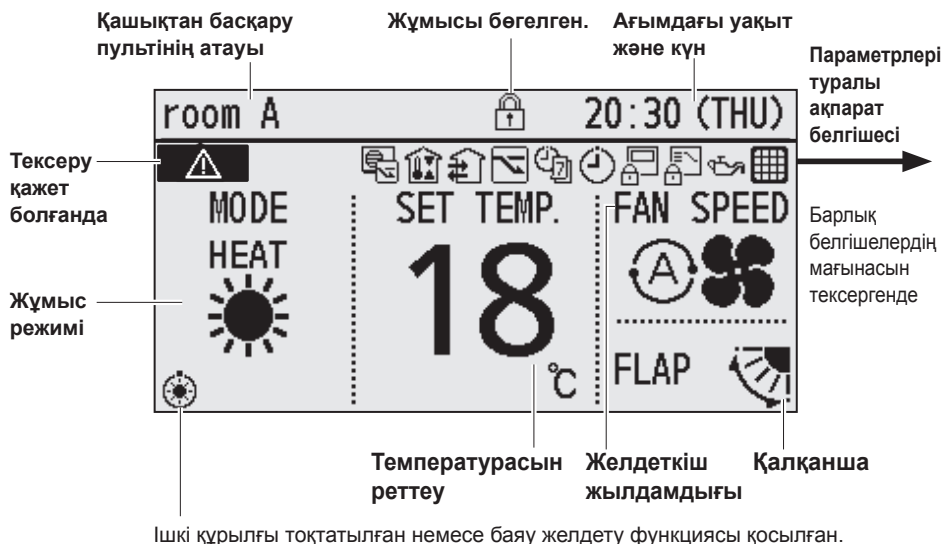 Қашықтан басқару
пультінің атауы
Жұмысы бөгелген.
Ағымдағы уақыт
және күн
Параметрлері
туралы
ақпарат
белгішесі
room A
20:30 (THU)
Тексеру
қажет
болғанда
7
MODE
SET TEMP.
FAN SPEED
Барлық
белгішелердің
мағынасын
тексергенде
HEAT
18
A
Жұмыс
режимі
°C
FLAP
Температурасын
реттеу
Желдеткіш
жылдамдығы
Қалқанша
Ішкі құрылғы тоқтатылған немесе баяу желдету функциясы қосылған.